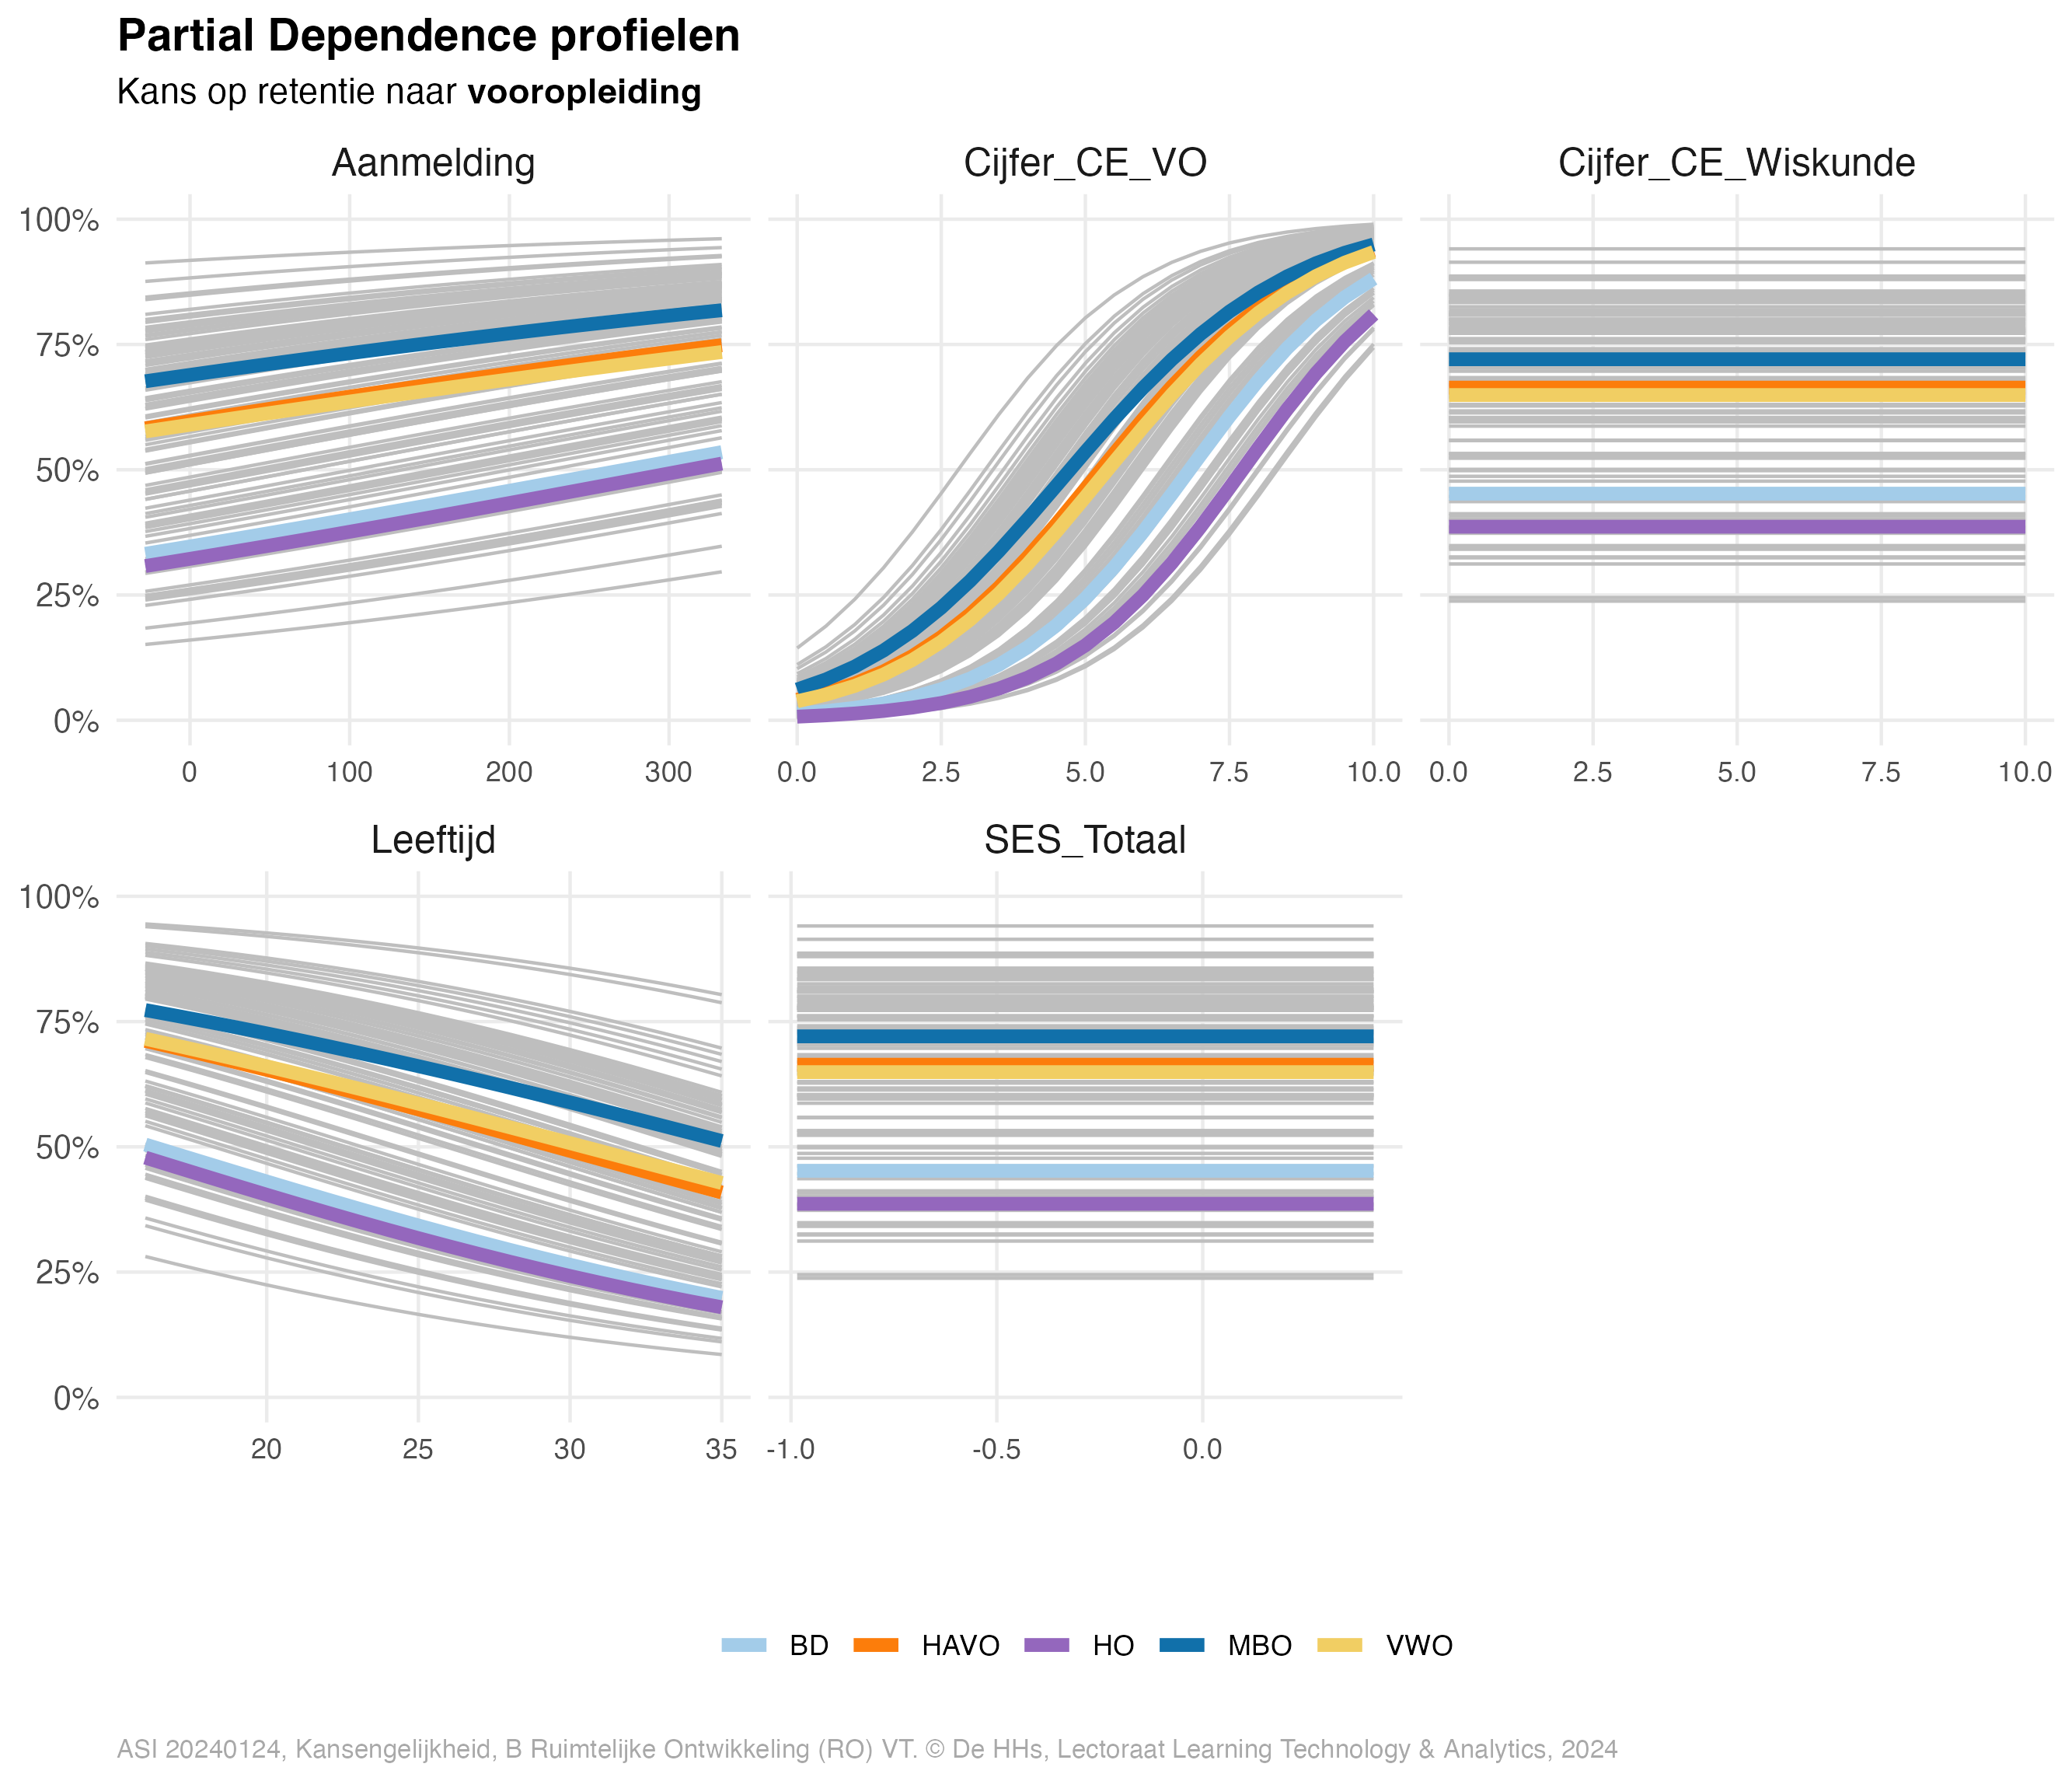 Partial Dependence profielen
Kans op retentie naar vooropleiding
Aanmelding
Cijfer_CE_VO
Cijfer_CE_Wiskunde
100%
75%
50%
25%
0%
0 100 200 300
0.0 2.5 5.0 7.5 10.0
0.0 2.5 5.0 7.5 10.0
Leeftijd
SES_Totaal
100%
75%
50%
25%
0%
20 25 30 35
-1.0 -0.5 0.0
BD HAVO HO MBO VWO
ASI 20240124, Kansengelijkheid, B Ruimtelijke Ontwikkeling (RO) VT. © De HHs, Lectoraat Learning Technology & Analytics, 2024